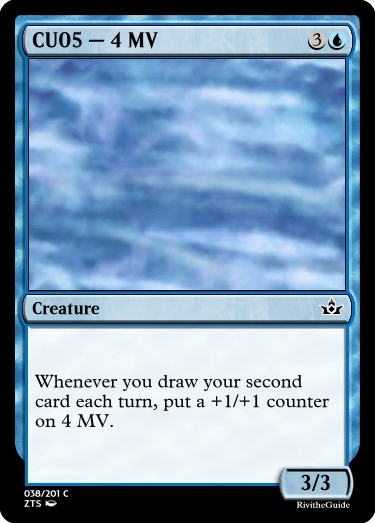 CU05 — 4 MV 3
Creature
Whenever you draw your second
card each turn, put a +1/+1 counter
on 4 MV.
3/3
038/201 C
ZTS
RivitheGuide